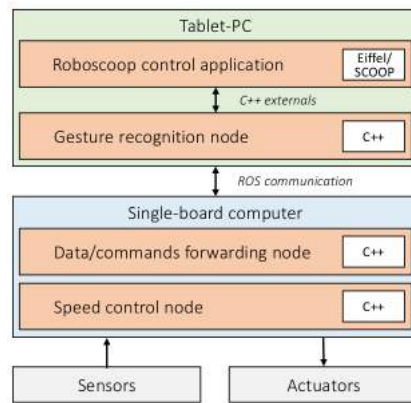 Tablet-PC
Roboscoop control application
Eiffel/
SCOOP
C++ externals
Gesture recognition node
C++
ROS communication
Single-board computer
Data/commands forwarding node
C++
Speed control node
C++
Sensors
Actuators